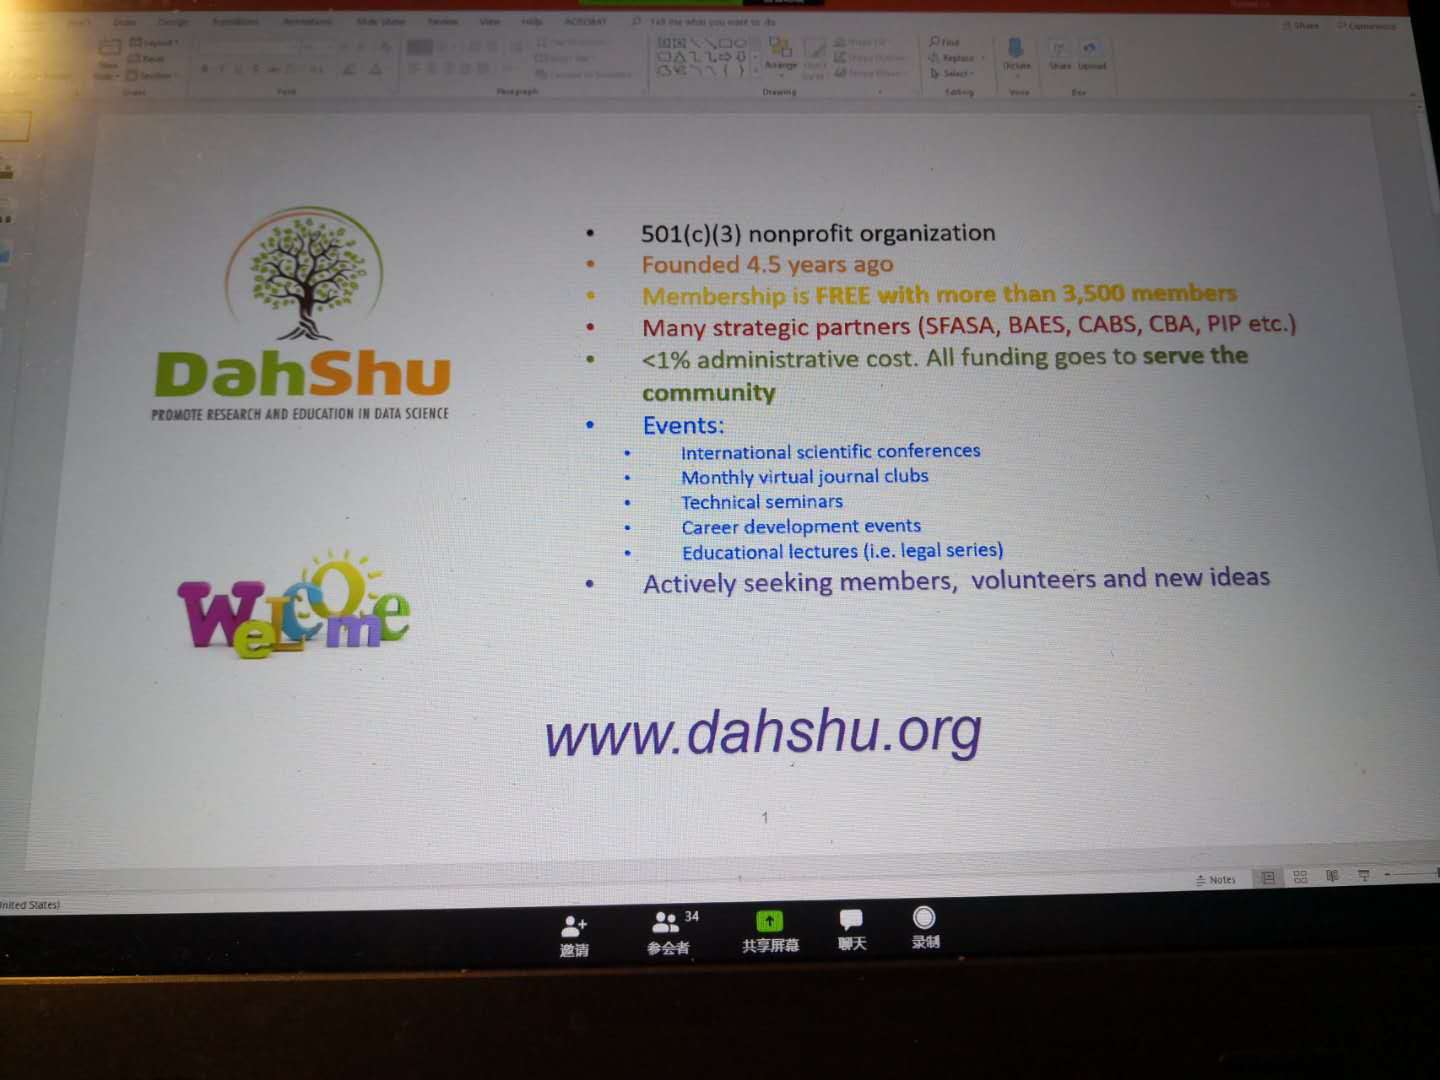 Design
Transitions
Animations
Slide Show
Review
View
Help
ACROBAT
Tell me what you want to do
Share
Comments
Layout
Reset
Section
Find
Replace
Select
Arrange
Dictate
Share
Upload
Font
Paragraph
Drawing
Editing
Voice
Box
DahShu
PROMOTE RESEARCH AND EDUCATION IN DATA SCIENCE
Welcome
• 501(c)(3) nonprofit organization
• Founded 4.5 years ago
• Membership is FREE with more than 3,500 members
• Many strategic partners (SFASA, BAES, CABS, CBA, PIP etc.)
• <1% administrative cost. All funding goes to serve the
community
• Events:
• International scientific conferences
• Monthly virtual journal clubs
• Technical seminars
• Career development events
• Educational lectures (i.e. legal series)
• Actively seeking members, volunteers and new ideas
www.dahshu.org
1
Notes
United States)
34
邀请
参会者
共享屏幕
聊天
录制